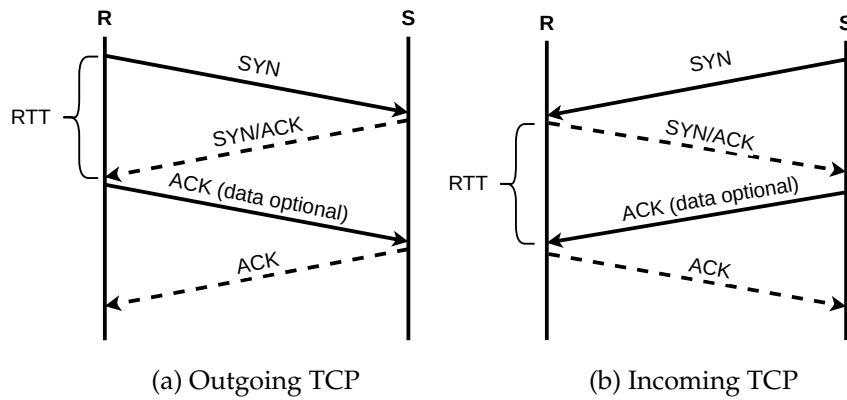 R
S
SYN
RTT
SYN/ACK
ACK (data optional)
ACK
(a) Outgoing TCP
R
S
SYN
SYN/ACK
RTT
ACK (data optional)
ACK
(b) Incoming TCP